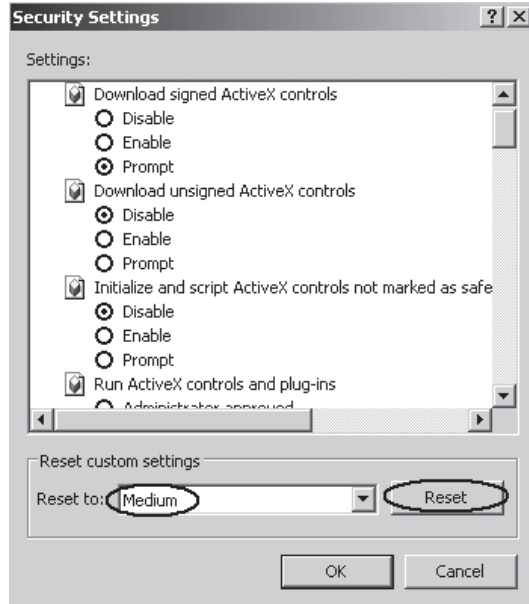 Security Settings
Settings:
Download signed ActiveX controls
Disable
Enable
Prompt
Download unsigned ActiveX controls
Disable
Enable
Prompt
Initialize and script ActiveX controls not marked as safe
Disable
Enable
Prompt
Run ActiveX controls and plug-ins
Administrator approved
Reset custom settings
Reset to: Medium Reset
OK Cancel